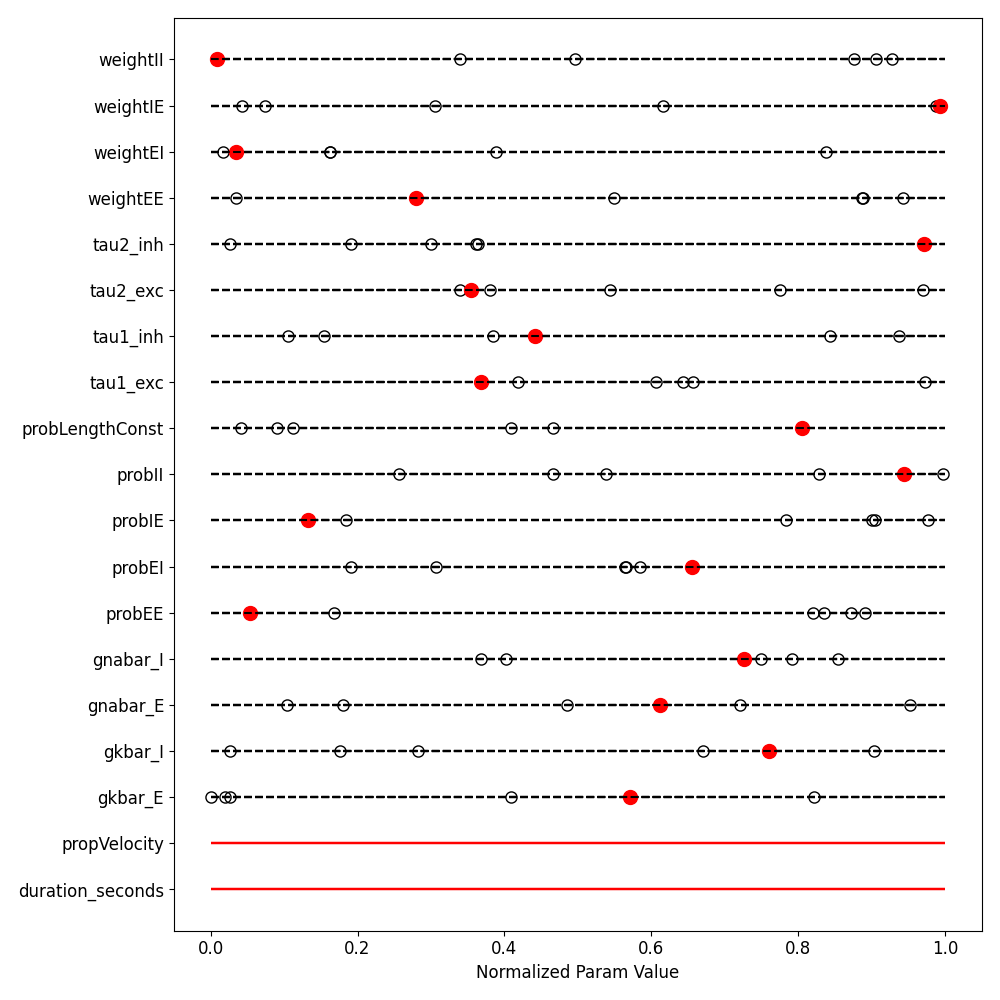 weightII
weightIE
weightEI
weightEE
tau2_inh
tau2_exc
tau1_inh
tau1_exc
probLengthConst
probII
probIE
probEI
probEE
gnabar_I
gnabar_E
gkbar_I
gkbar_E
propVelocity
duration_seconds
0.0 0.2 0.4 0.6 0.8 1.0
Normalized Param Value